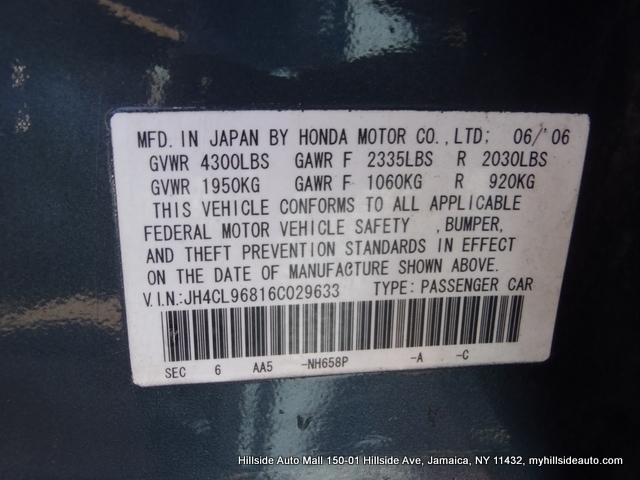 MFD. IN JAPAN BY HONDA MOTOR CO.,LTD; 06/'06
GVWR 4300LBS GAWR F 2335LBS R 2030LBS
GVWR 1950KG GAWR F 1060KG R 920KG
THIS VEHICLE CONFORMS TO ALL APPLICABLE
FEDERAL MOTOR VEHICLE SAFETY ,BUMPER,
AND THEFT PREVENTION STANDARDS IN EFFECT
ON THE DATE OF MANUFACTURE SHOWN ABOVE.
V.I.N:JH4CL96816C029633 TYPE: PASSENGER CAR
SEC 6 AA5 -NH658P -A -C
Hillside Auto Mall 150-01 Hillside Ave, Jamaica, NY 11432, myhillsideauto.com